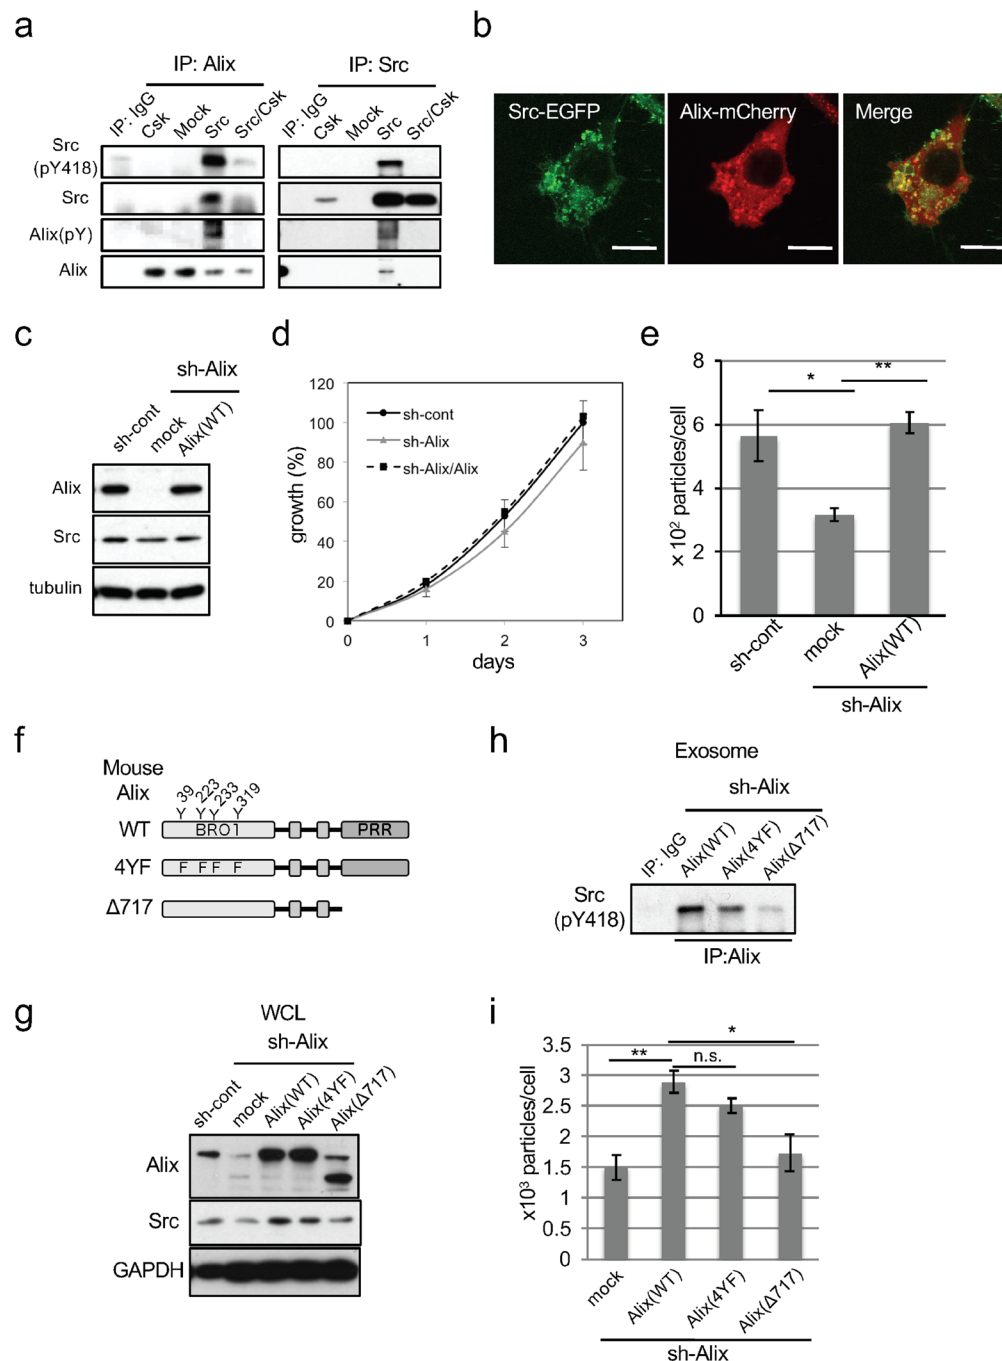 a
IP: Alix
IP: Src
IP: IgG
Csk
Mock
Src
Src/Csk
IP: IgG
Csk
Mock
Src
Src/Csk
Src
(pY418)
Src
Alix(pY)
Alix
b
Src-EGFP
Alix-mCherry
Merge
c
sh-Alix
sh-cont
mock
Alix(WT)
Alix
Src
tubulin
d
growth (%)
120
100
80
60
40
20
0
sh-cont
sh-Alix
sh-Alix/Alix
0
1
2
3
days
e
× 10² particles/cell
8
6
4
2
0
*
**
sh-cont
mock
Alix(WT)
sh-Alix
f
Mouse
Alix
39
223
233
319
Y
Y
Y
Y
WT
BRO1
PRR
4YF
F
F
F
F
Δ717
g
WCL
sh-Alix
sh-cont
mock
Alix(WT)
Alix(4YF)
Alix(Δ717)
Alix
Src
GAPDH
h
Exosome
sh-Alix
IP: IgG
Alix(WT)
Alix(4YF)
Alix(Δ717)
Src
(pY418)
IP:Alix
i
x10³ particles/cell
3.5
3
2.5
2
1.5
1
0.5
0
**
*
n.s.
mock
Alix(WT)
Alix(4YF)
Alix(Δ717)
sh-Alix